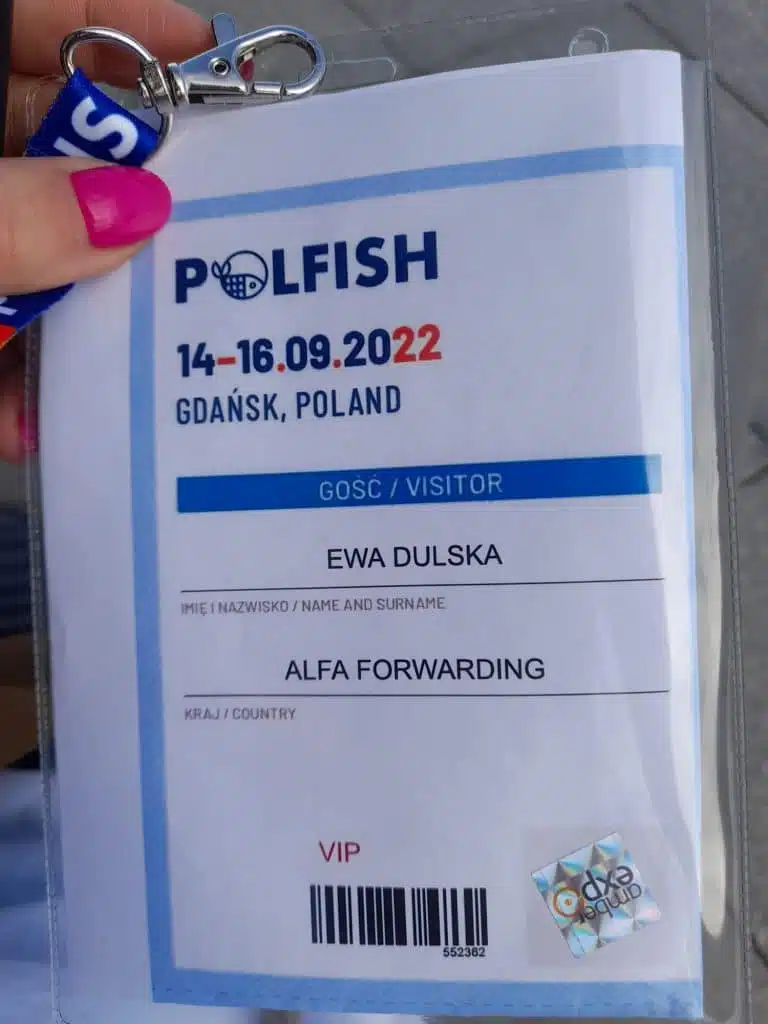 NS
POLFISH
14-16.09.2022
GDAŃSK, POLAND
GOŚĆ / VISITOR
EWA DULSKA
IMIĘ I NAZWISKO / NAME AND SURNAME
ALFA FORWARDING
KRAJ / COUNTRY
VIP
552362
amber
expo